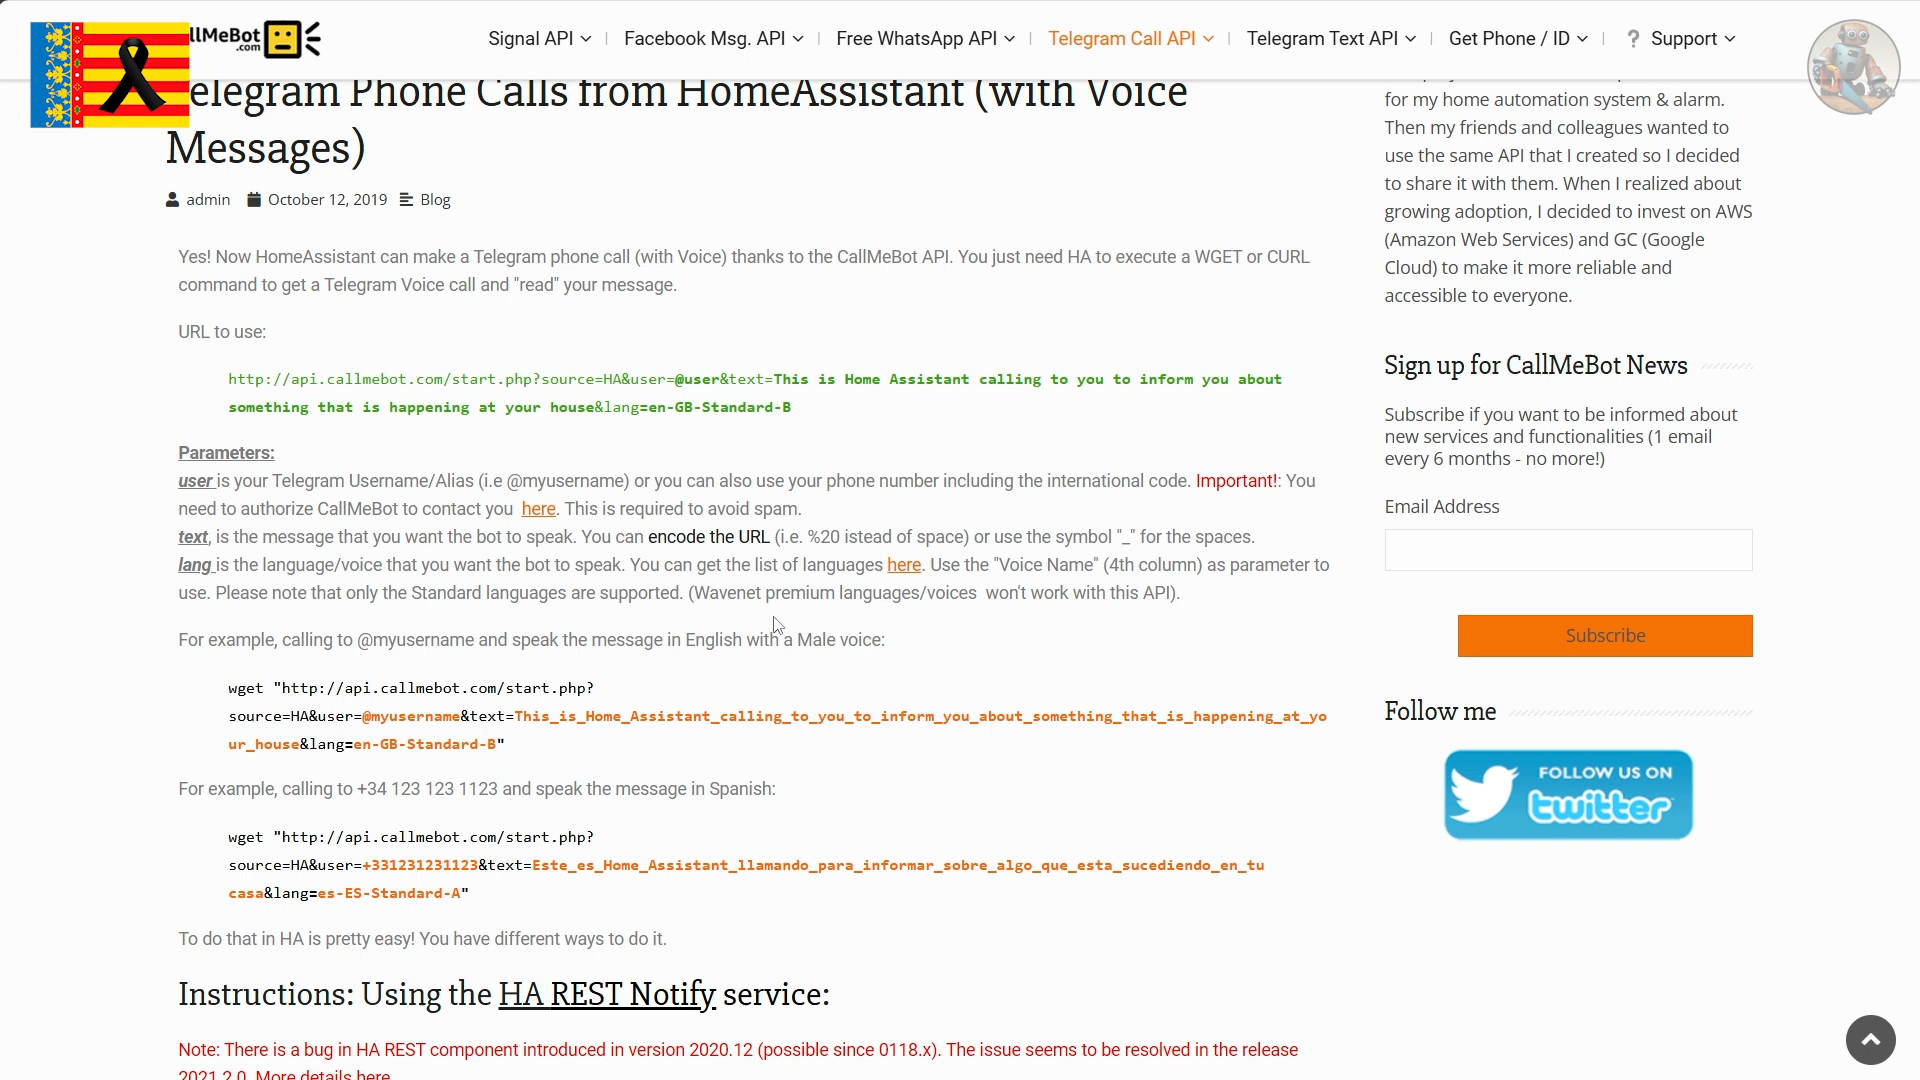 llMeBot
.com
Signal API
Facebook Msg. API
Free WhatsApp API
Telegram Call API
Telegram Text API
Get Phone / ID
? Support
elegram Phone Calls from HomeAssistant (with Voice
Messages)
admin October 12, 2019 Blog
Yes! Now HomeAssistant can make a Telegram phone call (with Voice) thanks to the CallMeBot API. You just need HA to execute a WGET or CURL
command to get a Telegram Voice call and "read" your message.
URL to use:
http://api.callmebot.com/start.php?source=HA&user=@user&text=This is Home Assistant calling to you to inform you about
something that is happening at your house&lang=en-GB-Standard-B
Parameters:
user is your Telegram Username/Alias (i.e @myusername) or you can also use your phone number including the international code. Important!: You
need to authorize CallMeBot to contact you here. This is required to avoid spam.
text, is the message that you want the bot to speak. You can encode the URL (i.e. %20 istead of space) or use the symbol "_" for the spaces.
lang is the language/voice that you want the bot to speak. You can get the list of languages here. Use the "Voice Name" (4th column) as parameter to
use. Please note that only the Standard languages are supported. (Wavenet premium languages/voices won't work with this API).
For example, calling to @myusername and speak the message in English with a Male voice:
wget "http://api.callmebot.com/start.php?
source=HA&user=@myusername&text=This_is_Home_Assistant_calling_to_you_to_inform_you_about_something_that_is_happening_at_yo
ur_house&lang=en-GB-Standard-B"
For example, calling to +34 123 123 1123 and speak the message in Spanish:
wget "http://api.callmebot.com/start.php?
source=HA&user=+331231231123&text=Este_es_Home_Assistant_llamando_para_informar_sobre_algo_que_esta_sucediendo_en_tu
casa&lang=es-ES-Standard-A"
To do that in HA is pretty easy! You have different ways to do it.
Instructions: Using the HA REST Notify service:
Note: There is a bug in HA REST component introduced in version 2020.12 (possible since 0118.x). The issue seems to be resolved in the release
2021.2.0. More details here
for my home automation system & alarm.
Then my friends and colleagues wanted to
use the same API that I created so I decided
to share it with them. When I realized about
growing adoption, I decided to invest on AWS
(Amazon Web Services) and GC (Google
Cloud) to make it more reliable and
accessible to everyone.
Sign up for CallMeBot News
Subscribe if you want to be informed about
new services and functionalities (1 email
every 6 months - no more!)
Email Address
Subscribe
Follow me
FOLLOW US ON
twitter